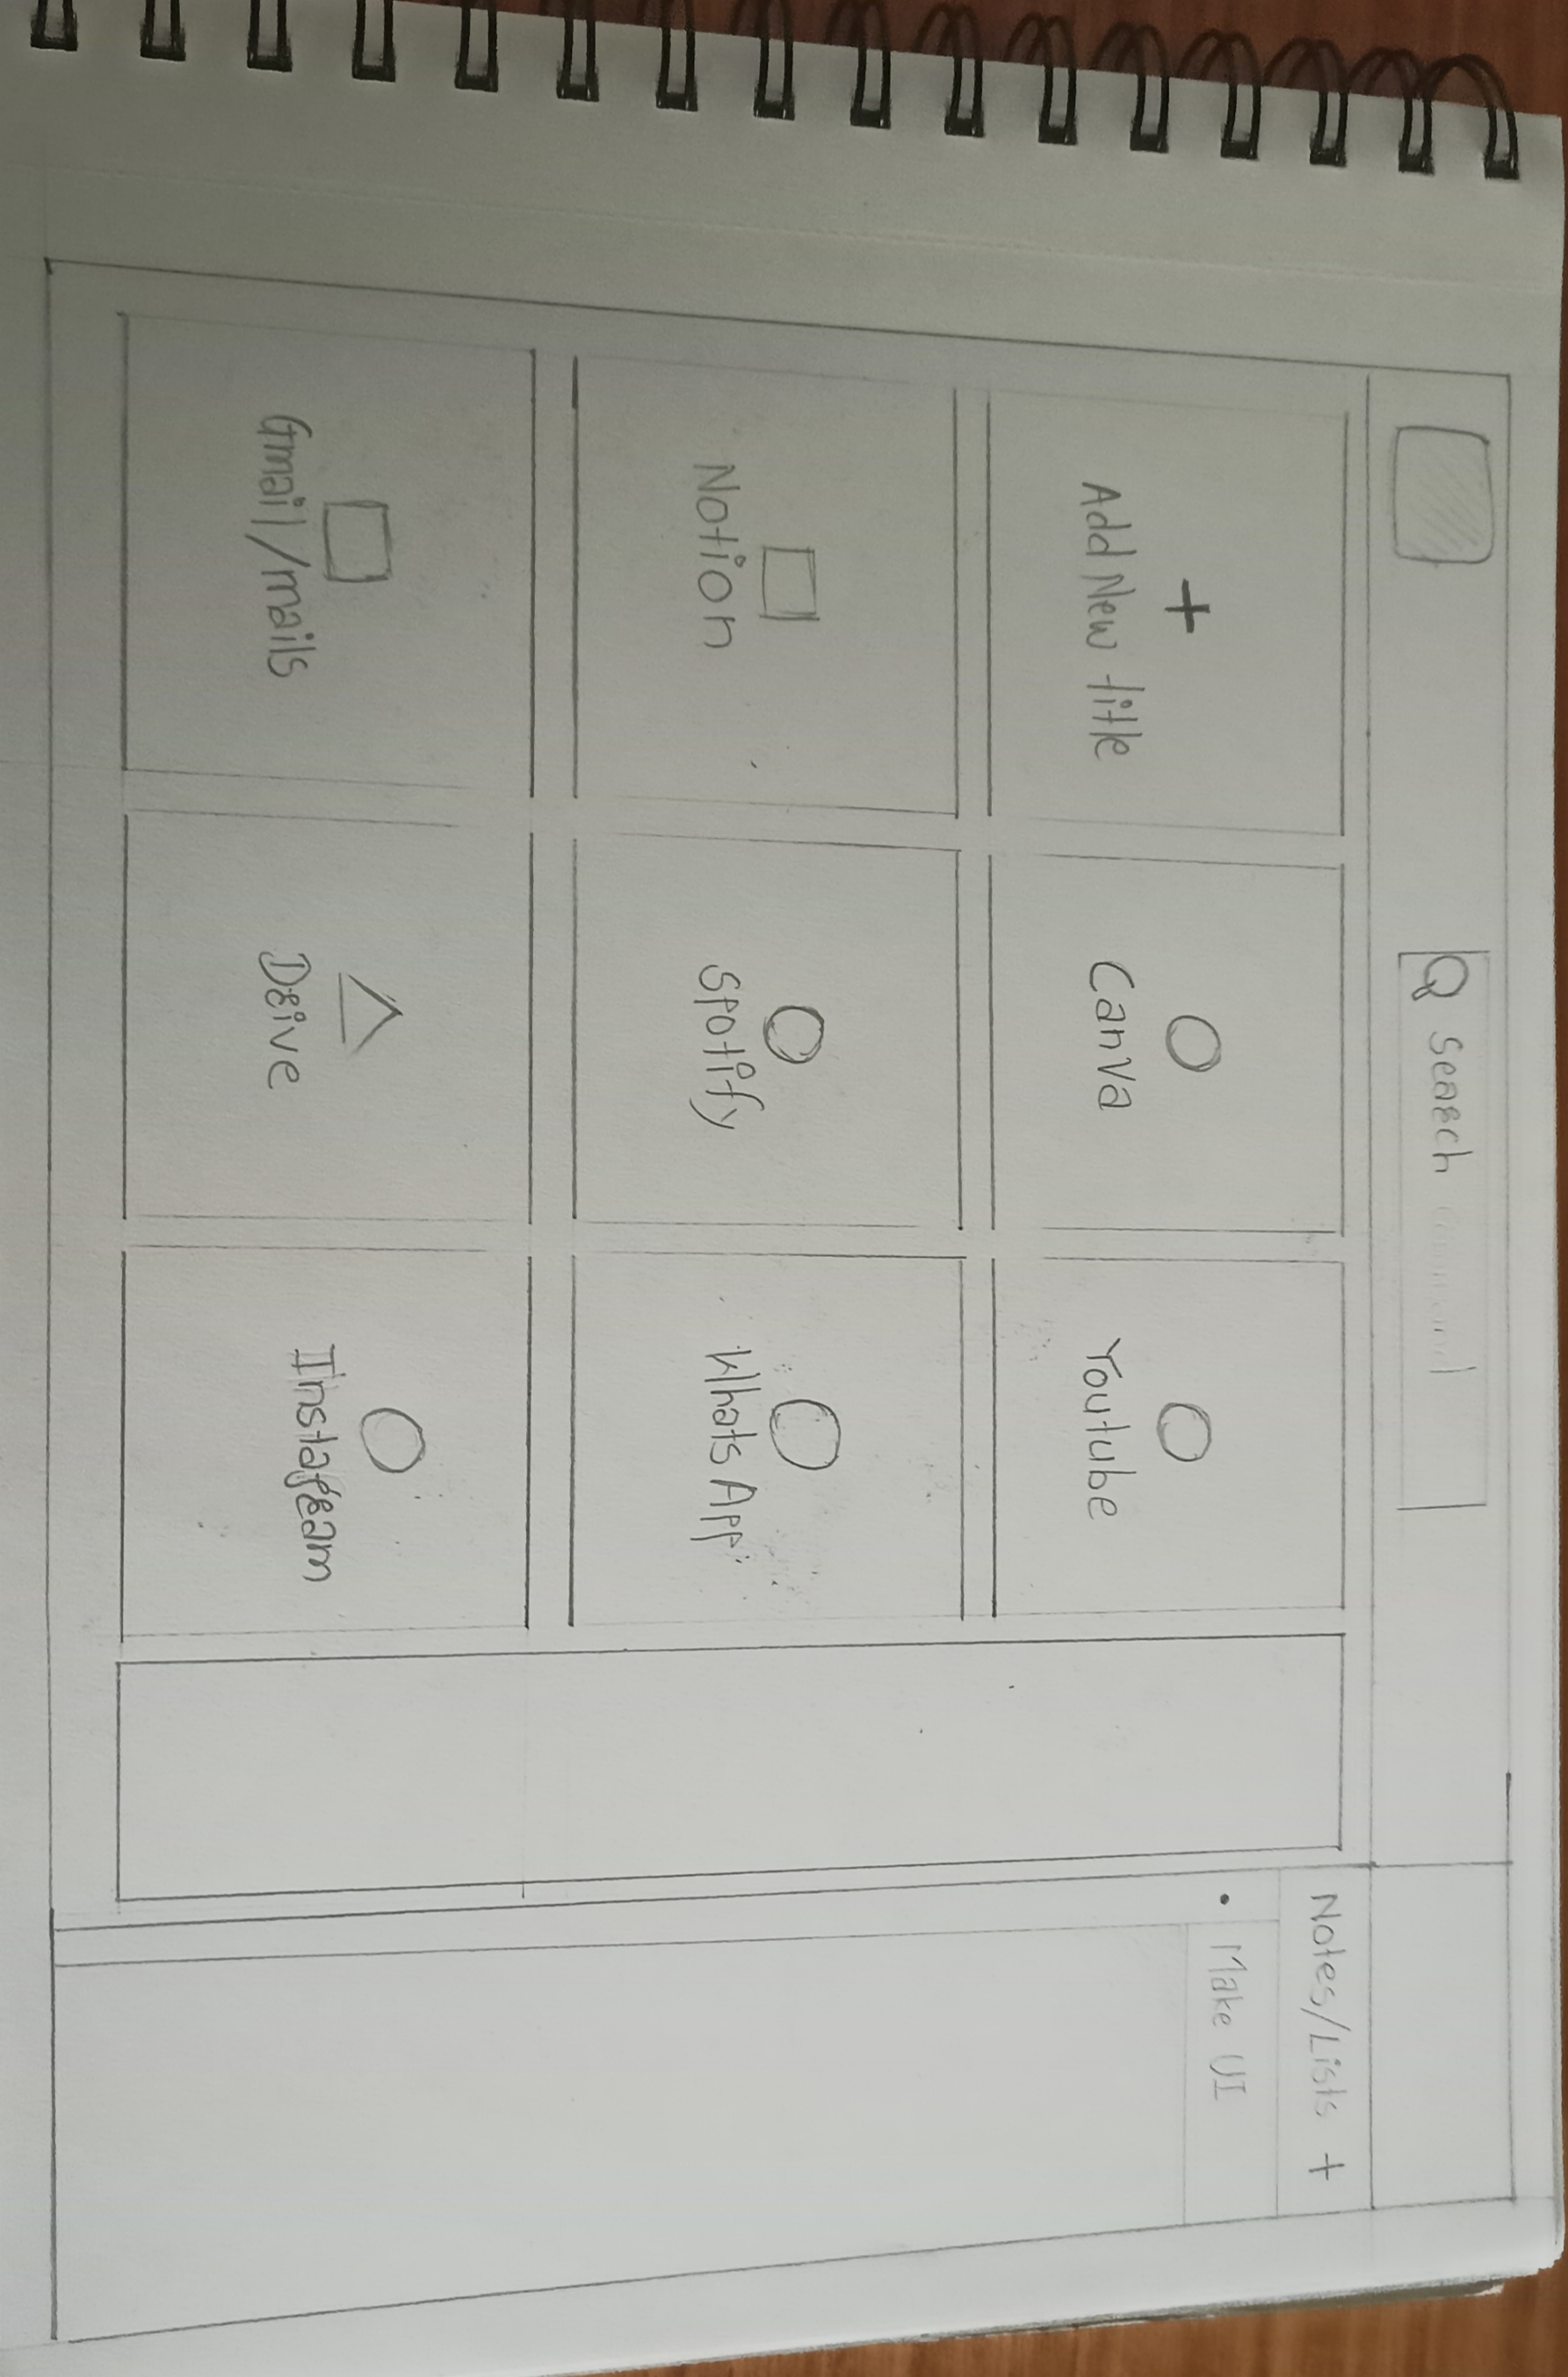 Search
Notes/Lists +
Make UI
+
Add New title
Canva
Youtube
Notion
Spotify
Whats App
Gmail/mails
Drive
Instagram